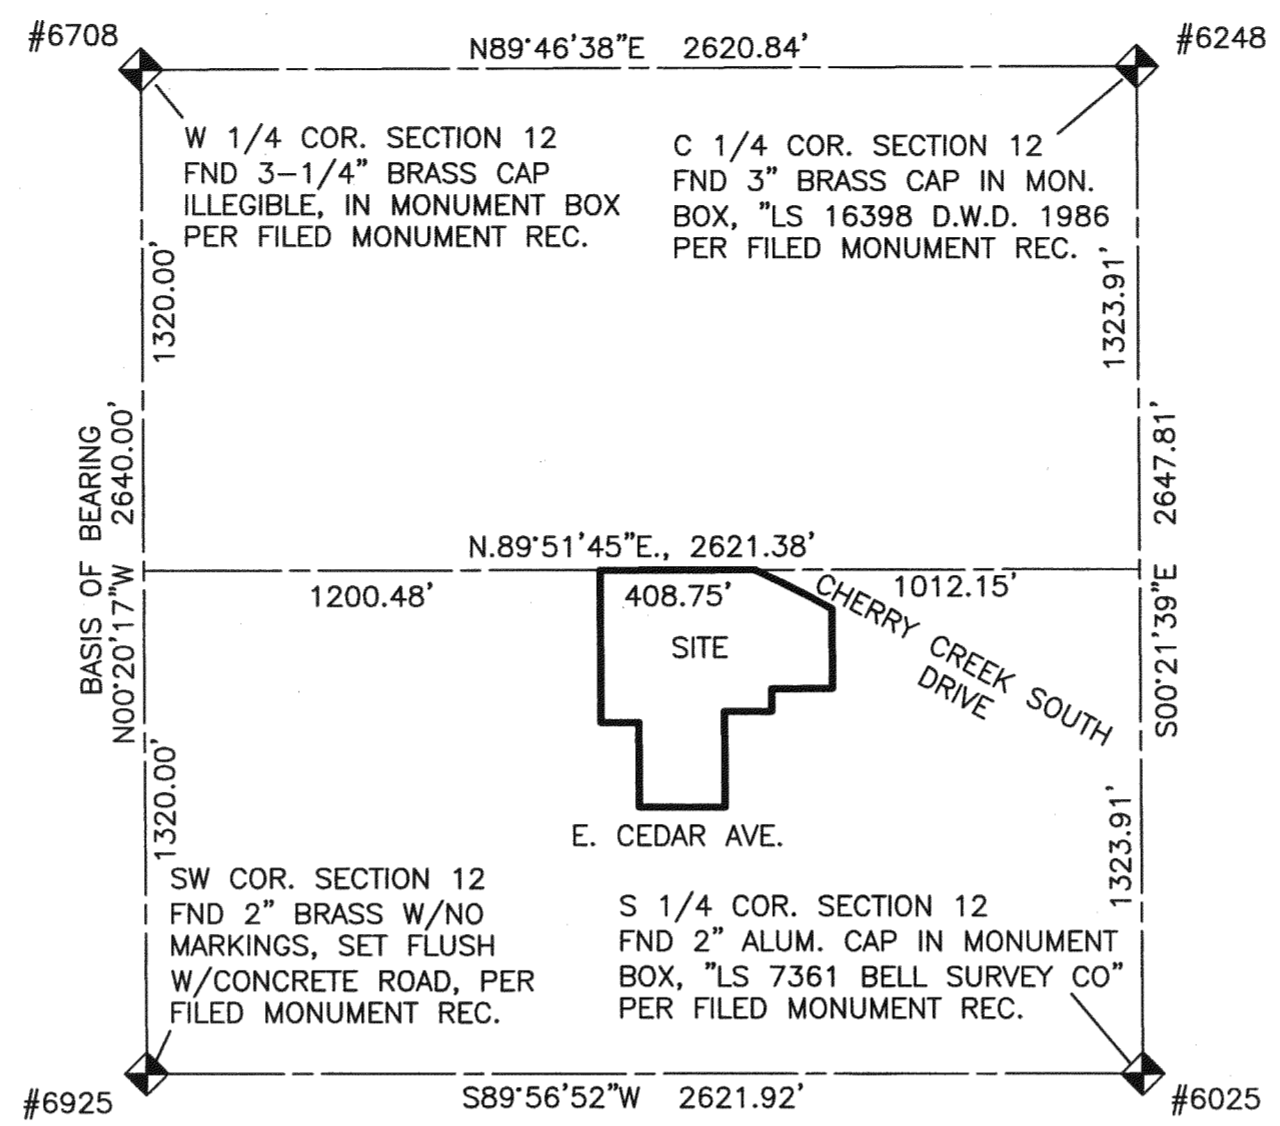 #6708
N89°46'38"E 2620.84'
#6248
W 1/4 COR. SECTION 12
FND 3-1/4" BRASS CAP
ILLEGIBLE, IN MONUMENT BOX
PER FILED MONUMENT REC.
C 1/4 COR. SECTION 12
FND 3" BRASS CAP IN MON.
BOX, "LS 16398 D.W.D. 1986
PER FILED MONUMENT REC.
1320.00'
1323.91'
BASIS OF BEARING
N00°20'17"W 2640.00'
S00°21'39"E 2647.81'
N.89°51'45"E., 2621.38'
1200.48'
408.75'
1012.15'
SITE
CHERRY CREEK SOUTH
DRIVE
1320.00'
1323.91'
E. CEDAR AVE.
SW COR. SECTION 12
FND 2" BRASS W/NO
MARKINGS, SET FLUSH
W/CONCRETE ROAD, PER
FILED MONUMENT REC.
S 1/4 COR. SECTION 12
FND 2" ALUM. CAP IN MONUMENT
BOX, "LS 7361 BELL SURVEY CO"
PER FILED MONUMENT REC.
#6925
S89°56'52"W 2621.92'
#6025